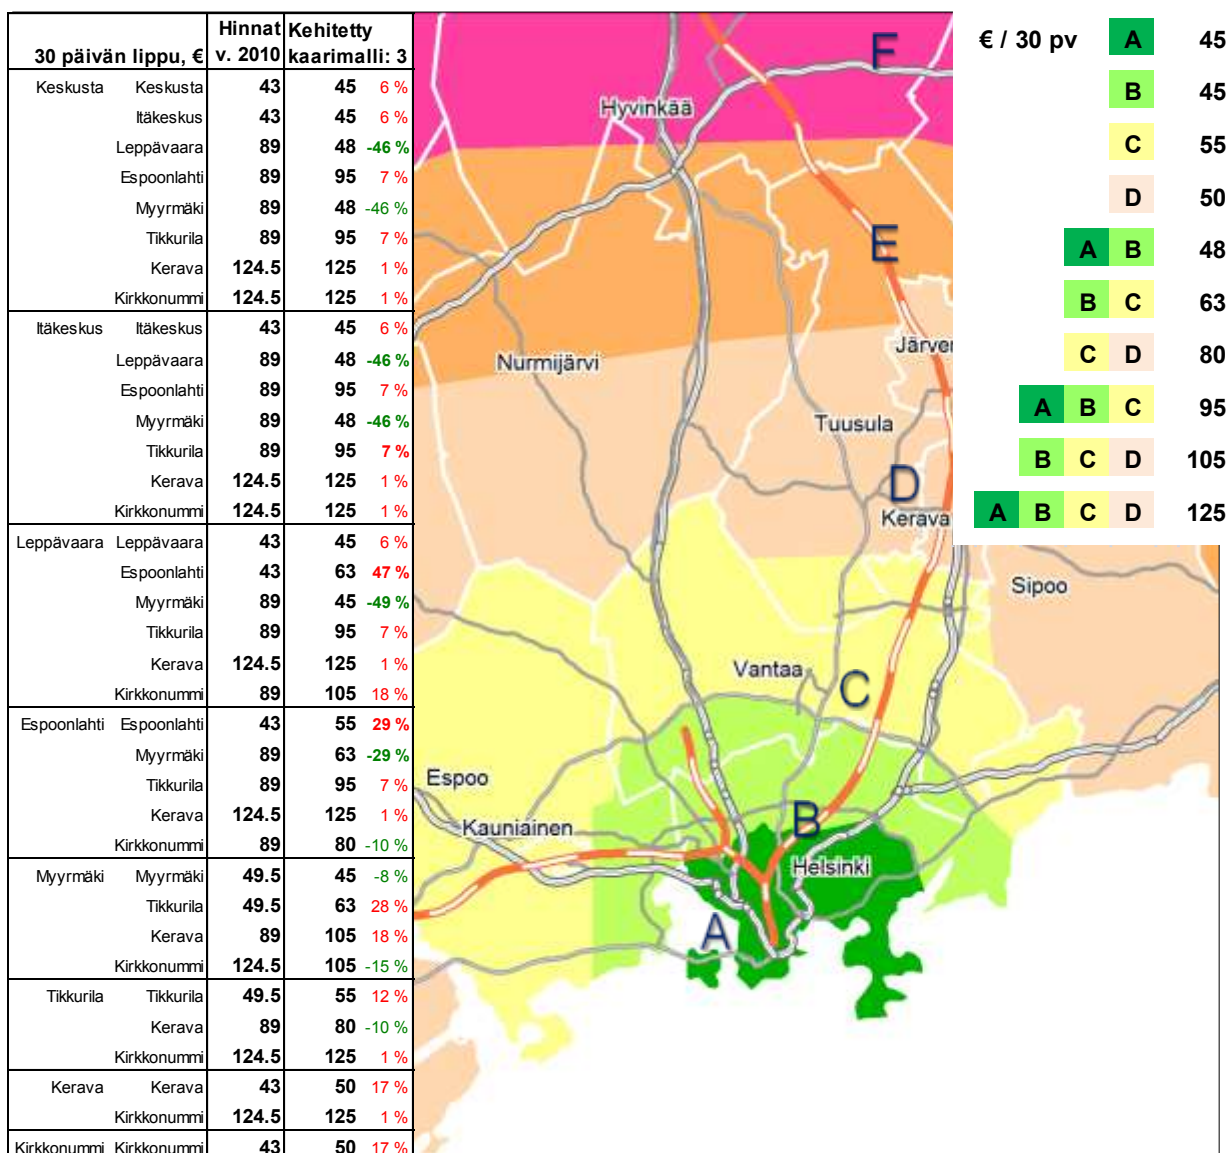 Hinnat Kehitetty
30 päivän lippu, € v. 2010 kaarimalli: 3
Keskusta Keskusta 43 45 6 %
Itäkeskus 43 45 6 %
Leppävaara 89 48 -46 %
Espoonlahti 89 95 7 %
Myyrmäki 89 48 -46 %
Tikkurila 89 95 7 %
Kerava 124.5 125 1 %
Kirkkonummi 124.5 125 1 %
Itäkeskus Itäkeskus 43 45 6 %
Leppävaara 89 48 -46 %
Espoonlahti 89 95 7 %
Myyrmäki 89 48 -46 %
Tikkurila 89 95 7 %
Kerava 124.5 125 1 %
Kirkkonummi 124.5 125 1 %
Leppävaara Leppävaara 43 45 6 %
Espoonlahti 43 63 47 %
Myyrmäki 89 45 -49 %
Tikkurila 89 95 7 %
Kerava 124.5 125 1 %
Kirkkonummi 89 105 18 %
Espoonlahti Espoonlahti 43 55 29 %
Myyrmäki 89 63 -29 %
Tikkurila 89 95 7 %
Kerava 124.5 125 1 %
Kirkkonummi 89 80 -10 %
Myyrmäki Myyrmäki 49.5 45 -8 %
Tikkurila 49.5 63 28 %
Kerava 89 105 18 %
Kirkkonummi 124.5 105 -15 %
Tikkurila Tikkurila 49.5 55 12 %
Kerava 89 80 -10 %
Kirkkonummi 124.5 125 1 %
Kerava Kerava 43 50 17 %
Kirkkonummi 124.5 125 1 %
Kirkkonummi Kirkkonummi 43 50 17 %
F
Hyvinkää
E
Nurmijärvi
Järver
Tuusula
D
Kerava
Sipoo
Vantaa
C
Espoo
Kauniainen
B
Helsinki
A
€ / 30 pv A 45
B 45
C 55
D 50
A B 48
B C 63
C D 80
A B C 95
B C D 105
A B C D 125